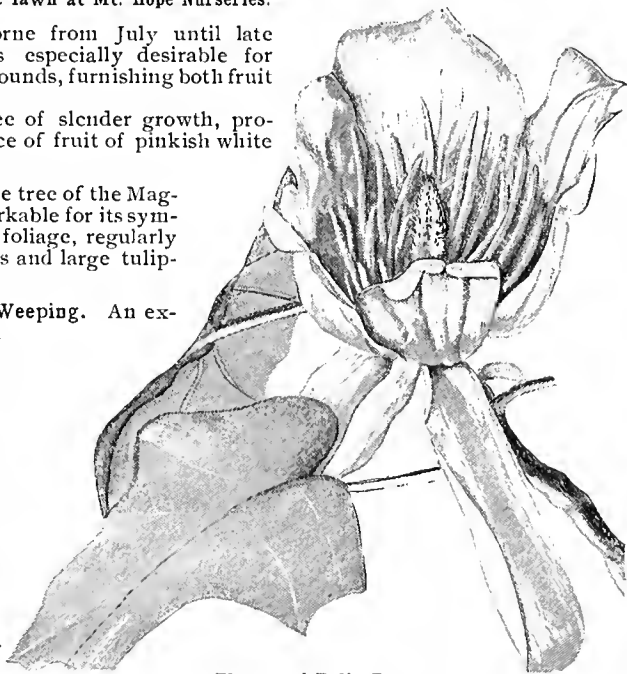 lawn at Mt. Hope Nurseries.
orne from July until late
s especially desirable for
ounds, furnishing both fruit
ee of slender growth, pro-
ce of fruit of pinkish white
e tree of the Mag-
rkable for its sym-
foliage, regularly
s and large tulip-
Weeping. An ex-